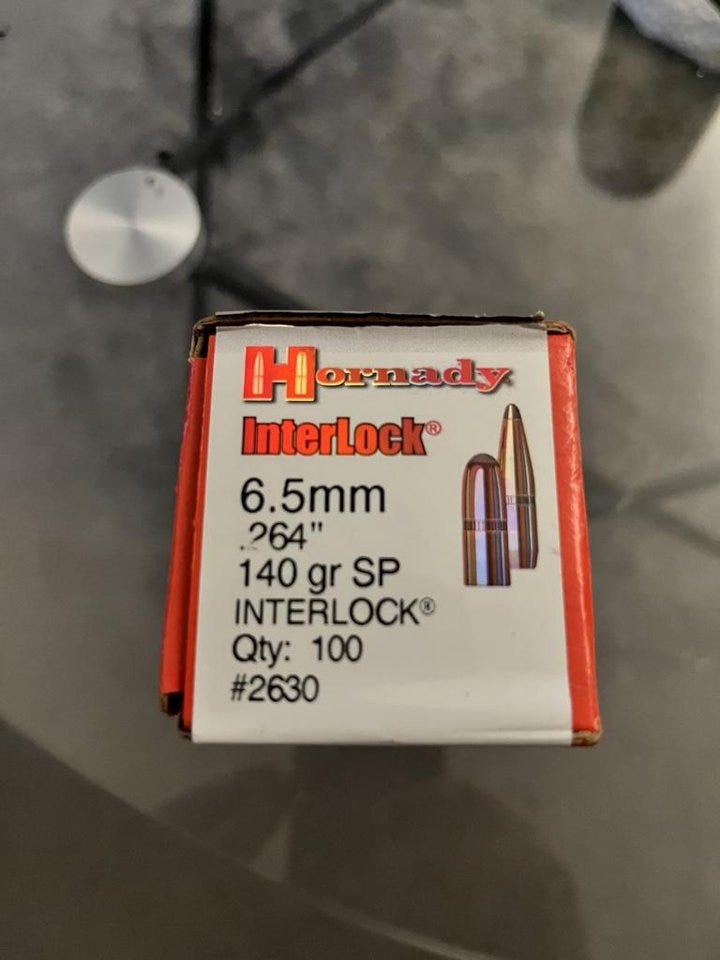 Hornady
InterLock®
6.5mm
.264"
140 gr SP
INTERLOCK®
Qty: 100
#2630